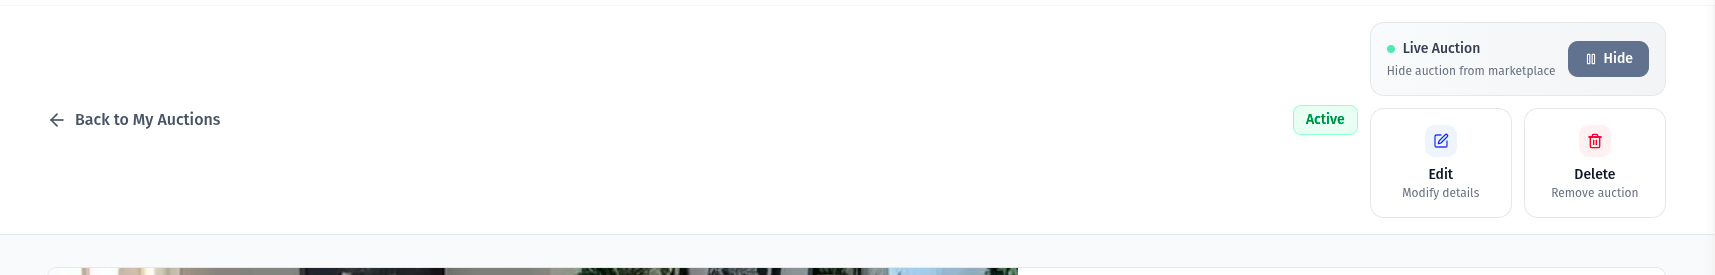 Live Auction
Hide auction from marketplace
Hide
Back to My Auctions
Active
Edit
Modify details
Delete
Remove auction